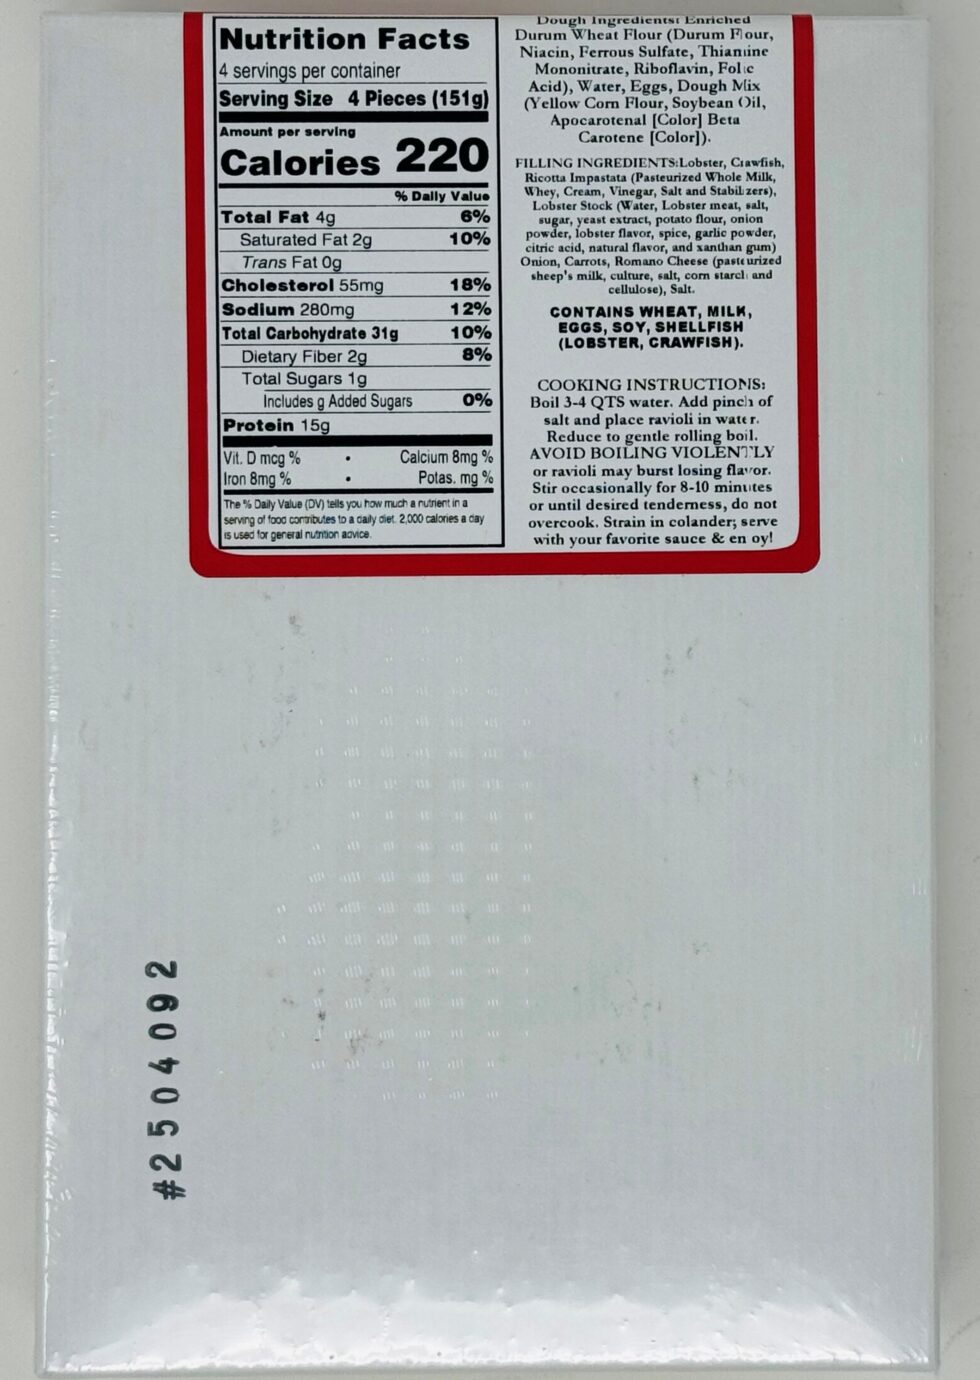 Nutrition Facts
4 servings per container
Serving Size 4 Pieces (151g)
Amount per serving
Calories 220
% Daily Value
Total Fat 4g 6%
Saturated Fat 2g 10%
Trans Fat 0g
Cholesterol 55mg 18%
Sodium 280mg 12%
Total Carbohydrate 31g 10%
Dietary Fiber 2g 8%
Total Sugars 1g
Includes g Added Sugars 0%
Protein 15g
Vit. D mcg % • Calcium 8mg %
Iron 8mg % • Potas. mg %
The % Daily Value (DV) tells you how much a nutrient in a
serving of food contributes to a daily diet. 2,000 calories a day
is used for general nutrition advice.
Dough Ingredients: Enriched
Durum Wheat Flour (Durum Flour,
Niacin, Ferrous Sulfate, Thiamine
Mononitrate, Riboflavin, Folic
Acid), Water, Eggs, Dough Mix
(Yellow Corn Flour, Soybean Oil,
Apocarotenal [Color] Beta
Carotene [Color]).
FILLING INGREDIENTS:Lobster, Crawfish,
Ricotta Impastata (Pasteurized Whole Milk,
Whey, Cream, Vinegar, Salt and Stabilizers),
Lobster Stock (Water, Lobster meat, salt,
sugar, yeast extract, potato flour, onion
powder, lobster flavor, spice, garlic powder,
citric acid, natural flavor, and xanthan gum)
Onion, Carrots, Romano Cheese (pasteurized
sheep's milk, culture, salt, corn starch and
cellulose), Salt.
CONTAINS WHEAT, MILK,
EGGS, SOY, SHELLFISH
(LOBSTER, CRAWFISH).
COOKING INSTRUCTIONS:
Boil 3-4 QTS water. Add pinch of
salt and place ravioli in water.
Reduce to gentle rolling boil.
AVOID BOILING VIOLENTLY
or ravioli may burst losing flavor.
Stir occasionally for 8-10 minutes
or until desired tenderness, do not
overcook. Strain in colander; serve
with your favorite sauce & enjoy!
#2504092